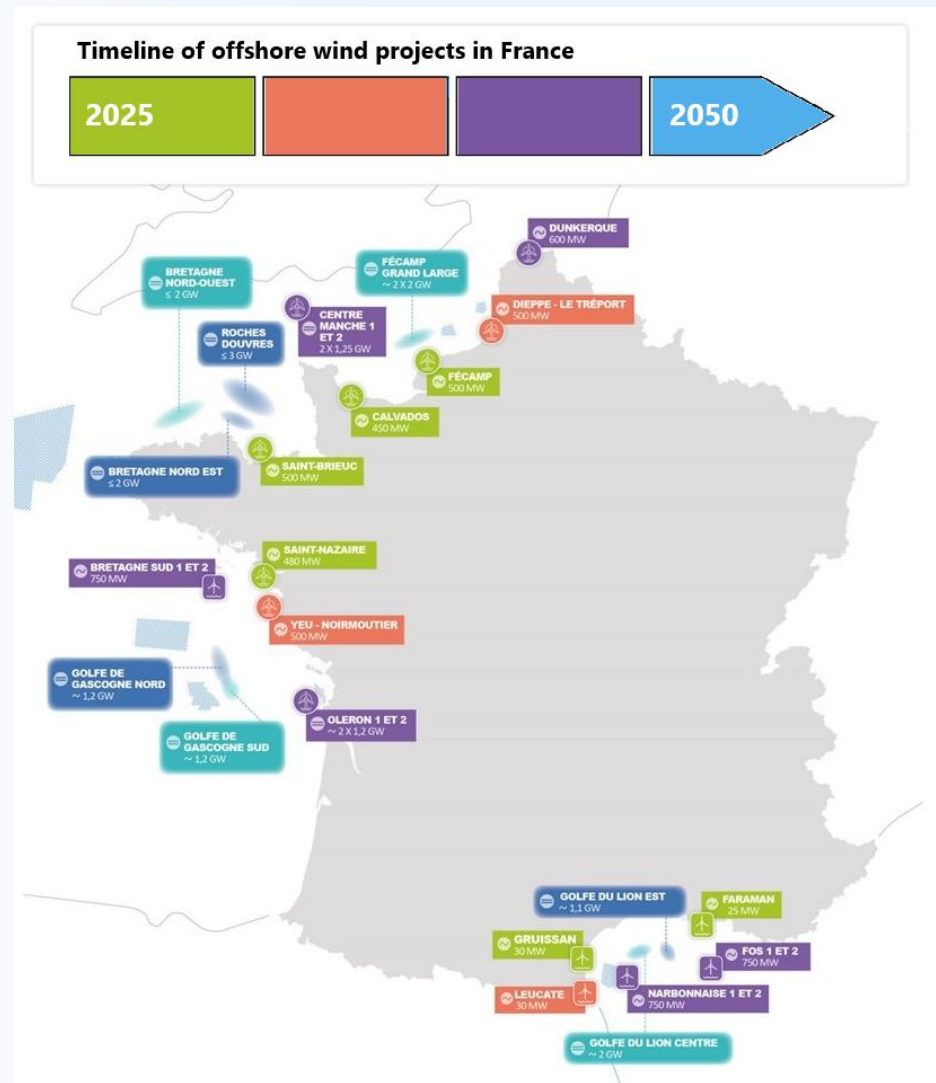 Timeline of offshore wind projects in France
2025
2050
DUNKERQUE
600 MW
FÉCAMP
GRAND LARGE
~ 2 X 2 GW
BRETAGNE
NORD-OUEST
≤ 2 GW
CENTRE
MANCHE 1
ET 2
2 X 1,25 GW
DIEPPE - LE TRÉPORT
500 MW
ROCHES
DOUVRES
≤ 3 GW
FÉCAMP
500 MW
CALVADOS
450 MW
BRETAGNE NORD EST
≤ 2 GW
SAINT-BRIEUC
500 MW
SAINT-NAZAIRE
480 MW
BRETAGNE SUD 1 ET 2
750 MW
YEU - NOIRMOUTIER
500 MW
GOLFE DE
GASCOGNE NORD
~ 1,2 GW
OLERON 1 ET 2
~ 2 X 1,2 GW
GOLFE DE
GASCOGNE SUD
~ 1,2 GW
GOLFE DU LION EST
~ 1,1 GW
FARAMAN
25 MW
GRUISSAN
30 MW
FOS 1 ET 2
750 MW
LEUCATE
30 MW
NARBONNAISE 1 ET 2
750 MW
GOLFE DU LION CENTRE
~ 2 GW